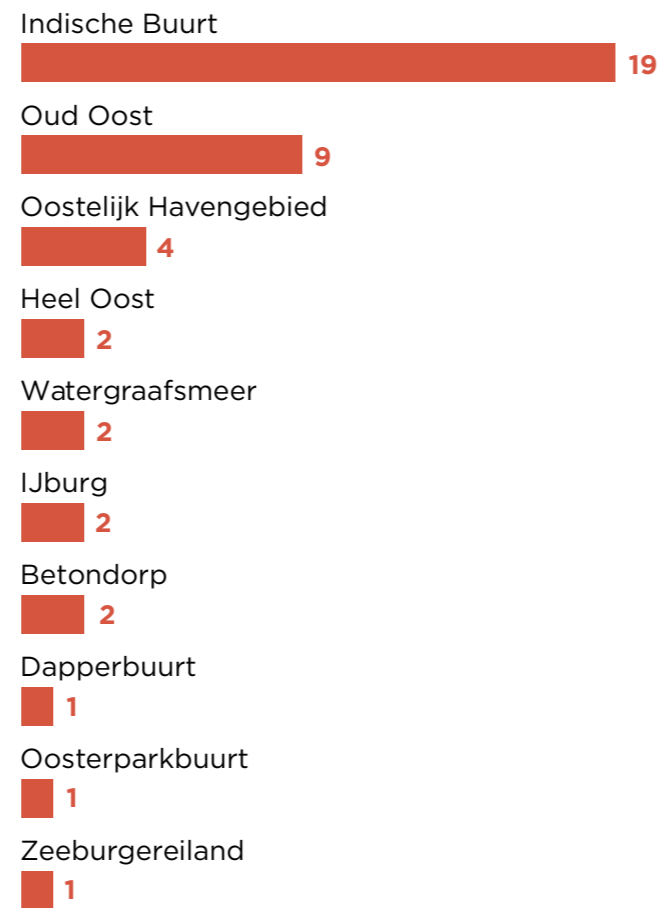 Indische Buurt
19
Oud Oost
9
Oostelijk Havengebied
4
Heel Oost
2
Watergraafsmeer
2
IJburg
2
Betondorp
2
Dapperbuurt
1
Oosterparkbuurt
1
Zeeburgereiland
1